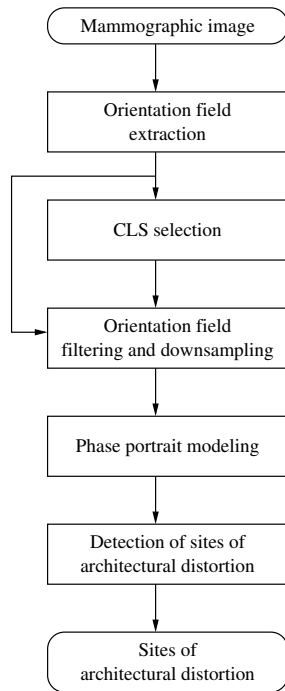 Mammographic image
Orientation field
extraction
CLS selection
Orientation field
filtering and downsampling
Phase portrait modeling
Detection of sites of
architectural distortion
Sites of
architectural distortion